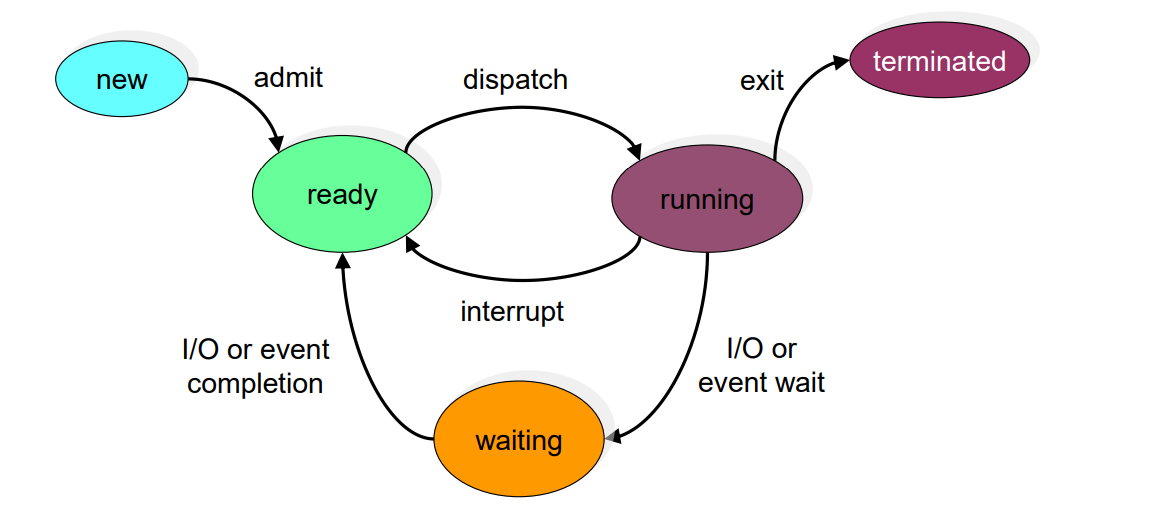 new
admit
dispatch
exit
terminated
ready
running
interrupt
I/O or event
completion
I/O or
event wait
waiting